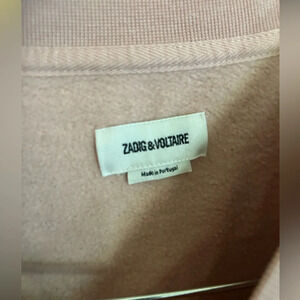 ZADIG & VOLTAIRE
Made in Portugal